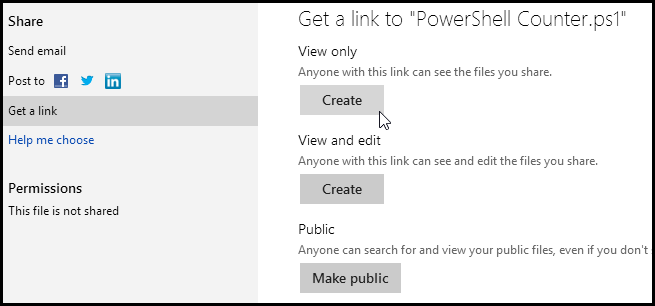 Share
Send email
Post to
Get a link
Help me choose
Permissions
This file is not shared
Get a link to "PowerShell Counter.ps1"
View only
Anyone with this link can see the files you share.
Create
View and edit
Anyone with this link can see and edit the files you share.
Create
Public
Anyone can search for and view your public files, even if you don't
Make public